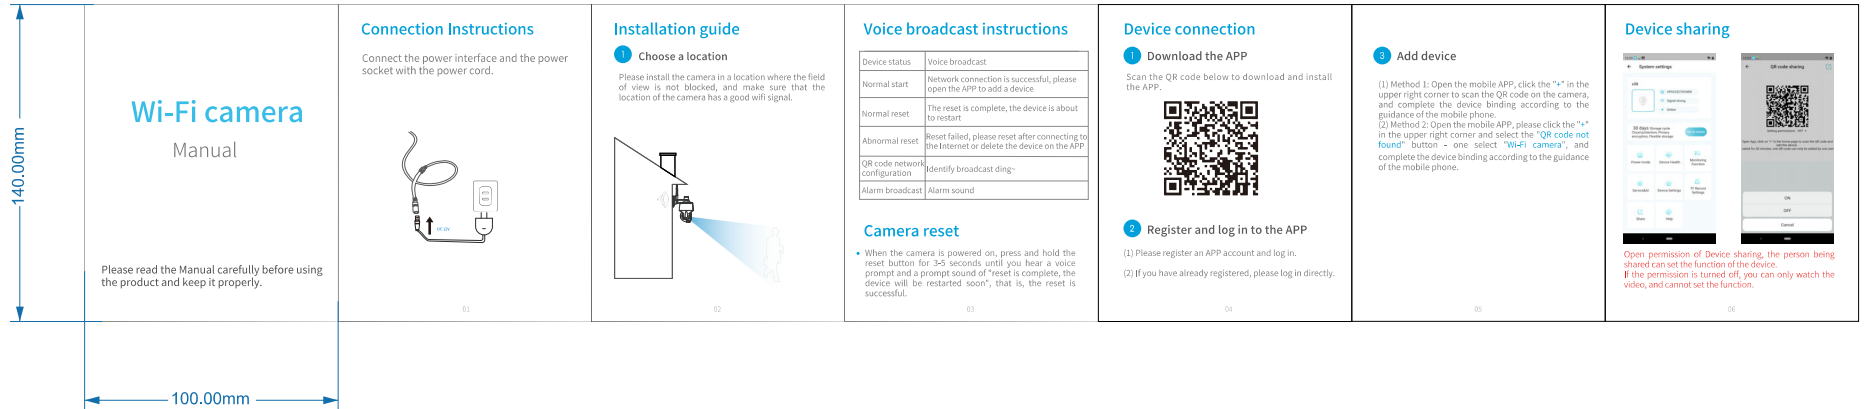 140.00mm
100.00mm
Wi-Fi camera
Manual
Please read the Manual carefully before using
the product and keep it properly.
Connection Instructions
Connect the power interface and the power
socket with the power cord.
DC 12V
01
Installation guide
1 Choose a location
Please install the camera in a location where the field
of view is not blocked, and make sure that the
location of the camera has a good wifi signal.
02
Voice broadcast instructions
Device status Voice broadcast
Normal start Network connection is successful, please
open the APP to add a device
Normal reset The reset is complete, the device is about
to restart
Abnormal reset Reset failed, please reset after connecting to
the Internet or delete the device on the APP
QR code network
configuration Identify broadcast ding~
Alarm broadcast Alarm sound
Camera reset
• When the camera is powered on, press and hold the
reset button for 3-5 seconds until you hear a voice
prompt and a prompt sound of "reset is complete, the
device will be restarted soon", that is, the reset is
successful.
03
Device connection
1 Download the APP
Scan the QR code below to download and install
the APP.
2 Register and log in to the APP
(1) Please register an APP account and log in.
(2) If you have already registered, please log in directly.
04
3 Add device
(1) Method 1: Open the mobile APP, click the "+" in the
upper right corner to scan the QR code on the camera,
and complete the device binding according to the
guidance of the mobile phone.
(2) Method 2: Open the mobile APP, please click the "+"
in the upper right corner and select the "QR code not
found" button - one select "Wi-Fi camera", and
complete the device binding according to the guidance
of the mobile phone.
05
Device sharing
System settings
Signal strong
30 days
Power mode Device Health Monitoring
Function
Device Settings TF Record
Settings
Share Help
QR code sharing
ON
OFF
Cancel
Open permission of Device sharing, the person being
shared can set the function of the device.
If the permission is turned off, you can only watch the
video, and cannot set the function.
06